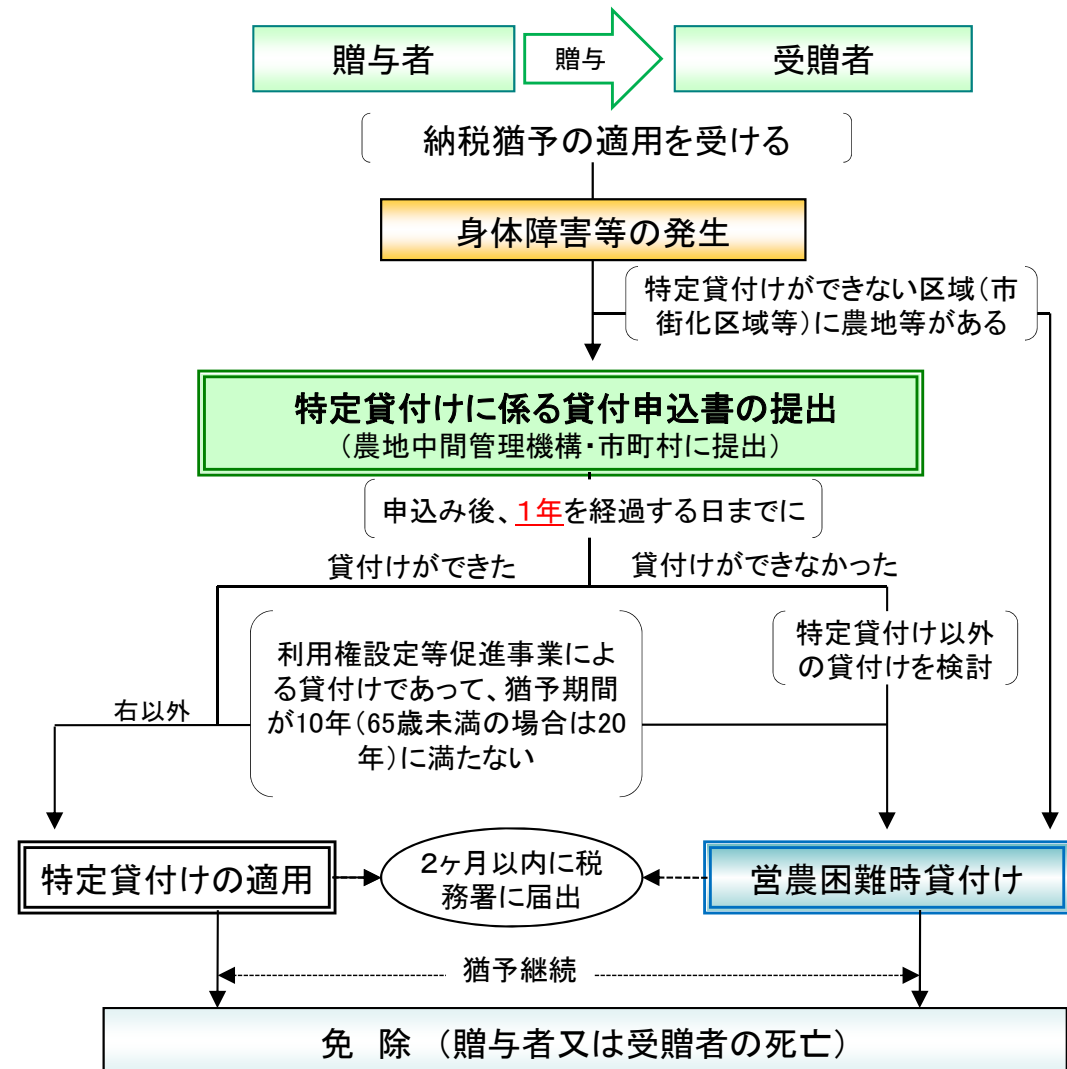 贈与者
贈与
受贈者
納税猶予の適用を受ける
身体障害等の発生
特定貸付けができない区域(市
街化区域等)に農地等がある
特定貸付けに係る貸付申込書の提出
(農地中間管理機構・市町村に提出)
申込み後、1年を経過する日までに
貸付けができた
貸付けができなかった
利用権設定等促進事業によ
る貸付けであって、猶予期間
が10年(65歳未満の場合は20
年)に満たない
特定貸付け以外
の貸付けを検討
右以外
特定貸付けの適用
2ヶ月以内に税
務署に届出
営農困難時貸付け
猶予継続
免 除 (贈与者又は受贈者の死亡)